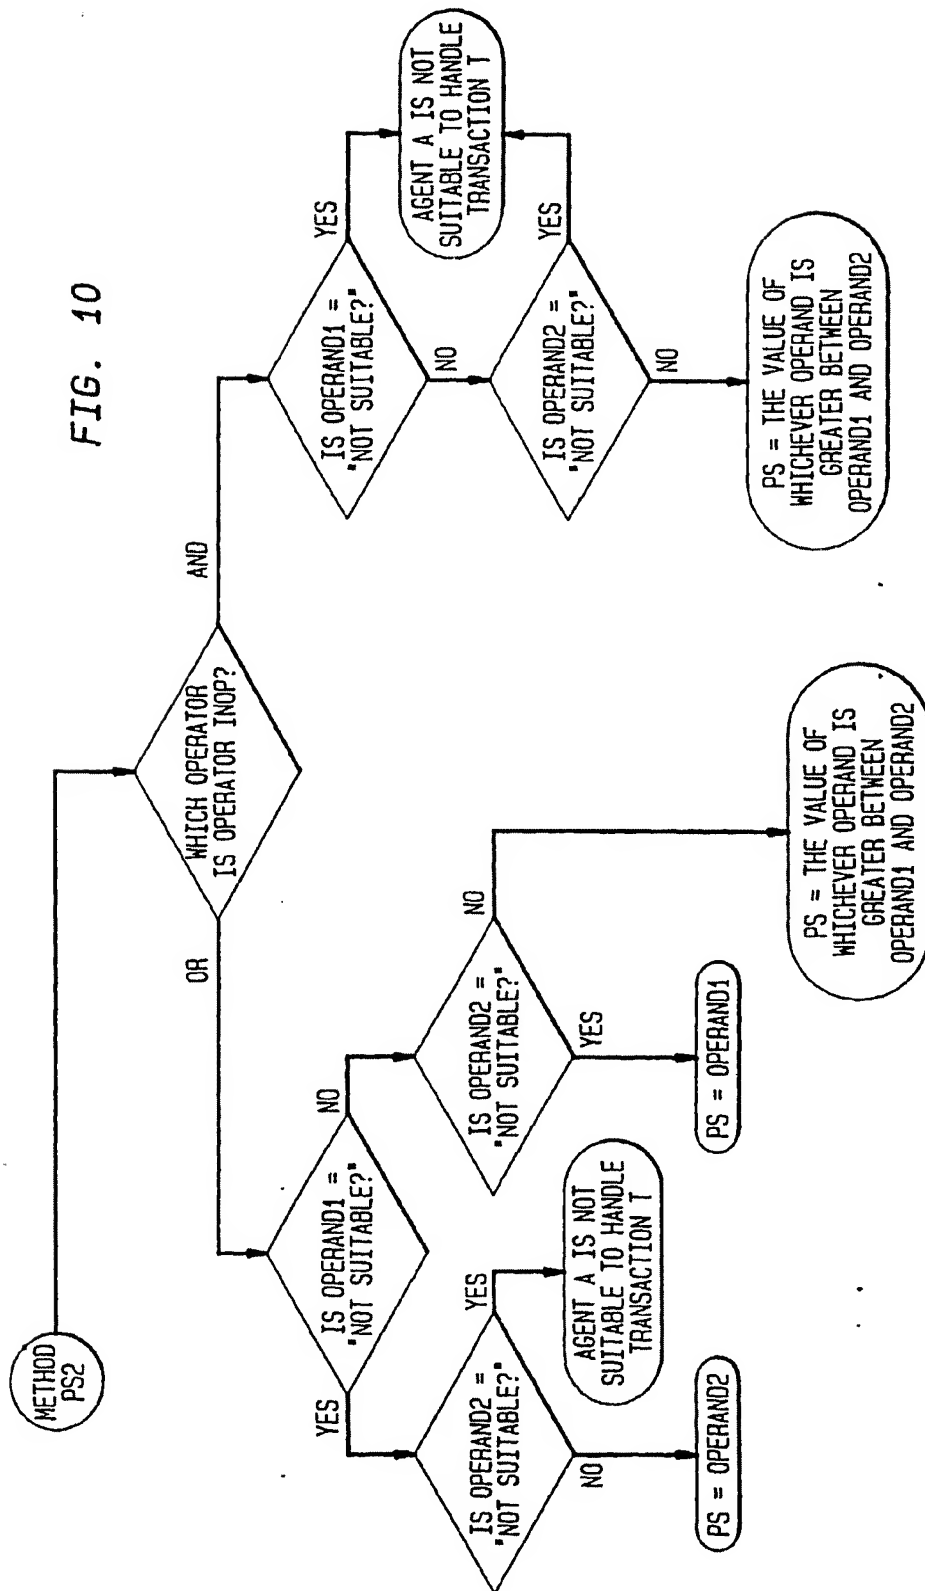 FIG. 10
METHOD
PS2
WHICH OPERATOR
IS OPERATOR INOP?
OR
AND
IS OPERAND1 =
"NOT SUITABLE?"
YES
NO
IS OPERAND2 =
"NOT SUITABLE?"
YES
NO
AGENT A IS NOT
SUITABLE TO HANDLE
TRANSACTION T
PS = OPERAND2
IS OPERAND2 =
"NOT SUITABLE?"
NO
YES
PS = OPERAND1
PS = THE VALUE OF
WHICHEVER OPERAND IS
GREATER BETWEEN
OPERAND1 AND OPERAND2
IS OPERAND1 =
"NOT SUITABLE?"
YES
NO
AGENT A IS NOT
SUITABLE TO HANDLE
TRANSACTION T
IS OPERAND2 =
"NOT SUITABLE?"
YES
NO
PS = THE VALUE OF
WHICHEVER OPERAND IS
GREATER BETWEEN
OPERAND1 AND OPERAND2